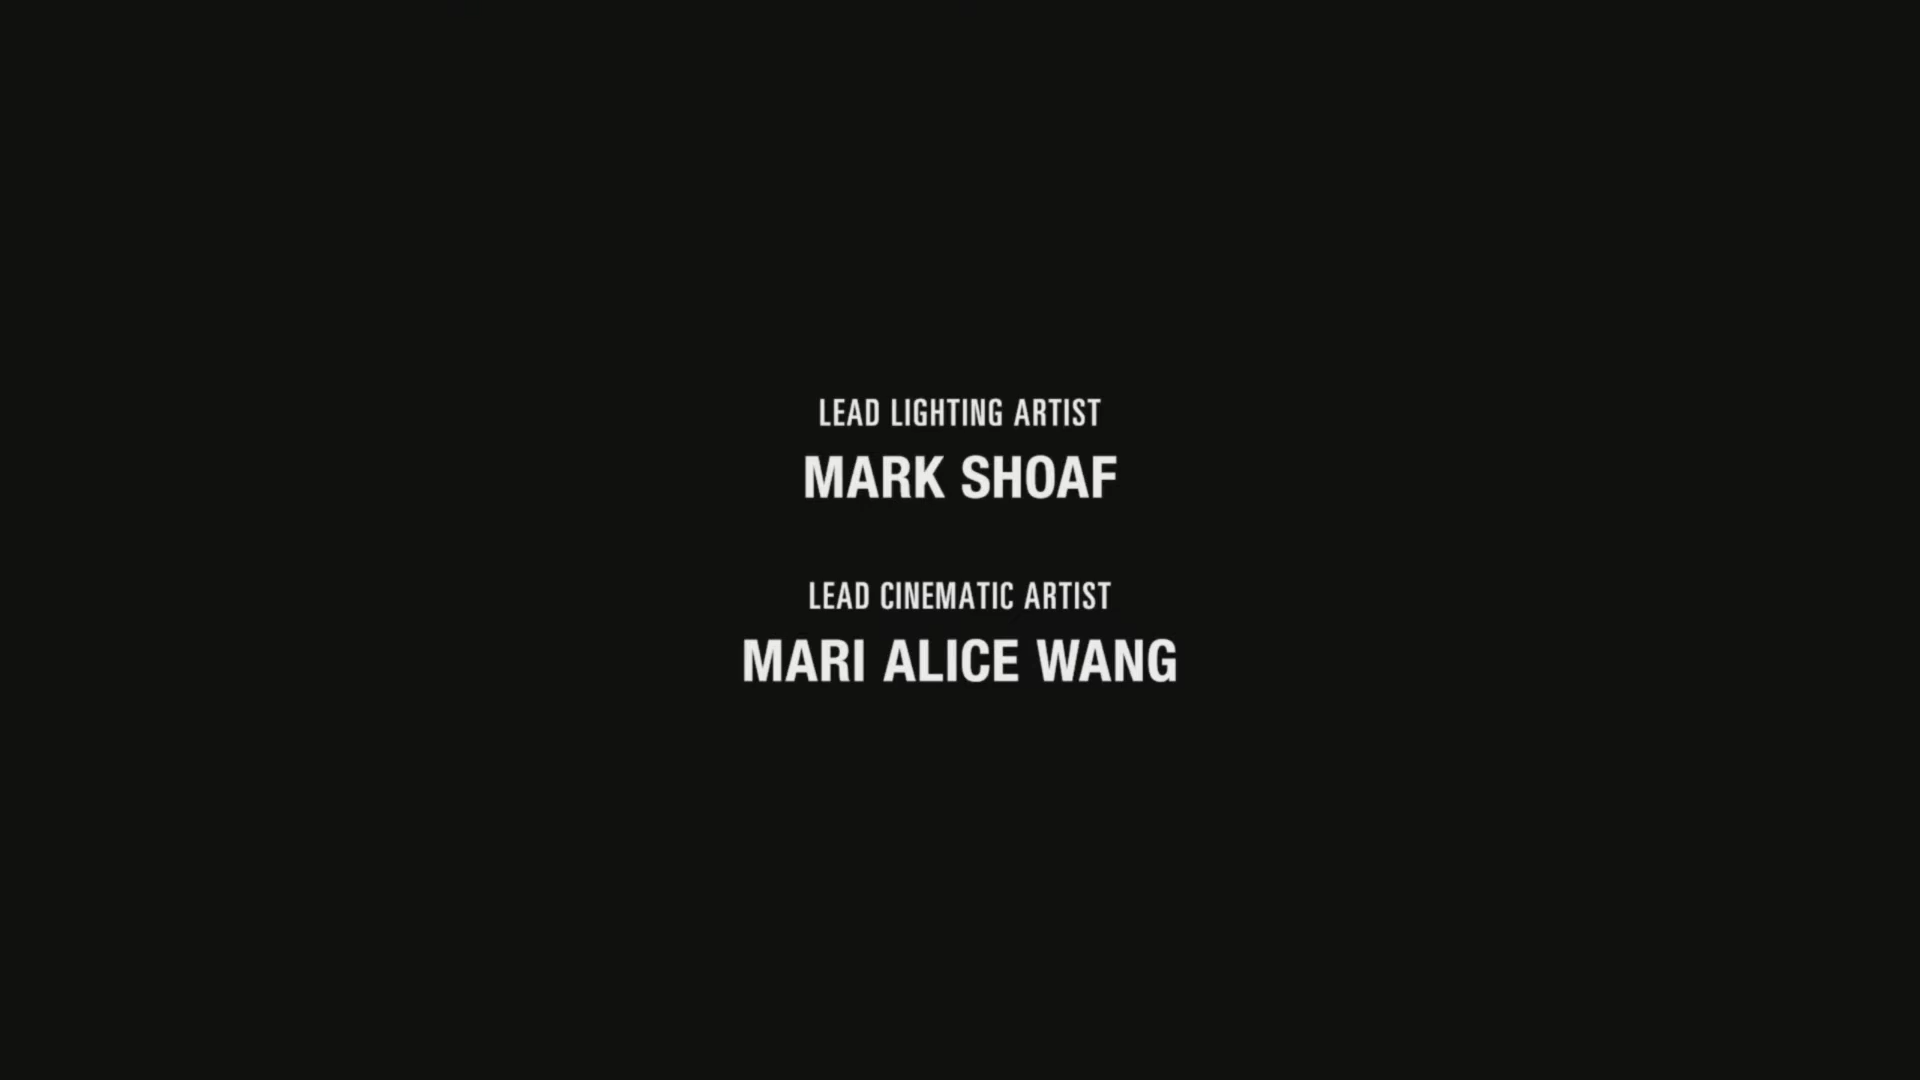 LEAD LIGHTING ARTIST
MARK SHOAF
LEAD CINEMATIC ARTIST
MARI ALICE WANG